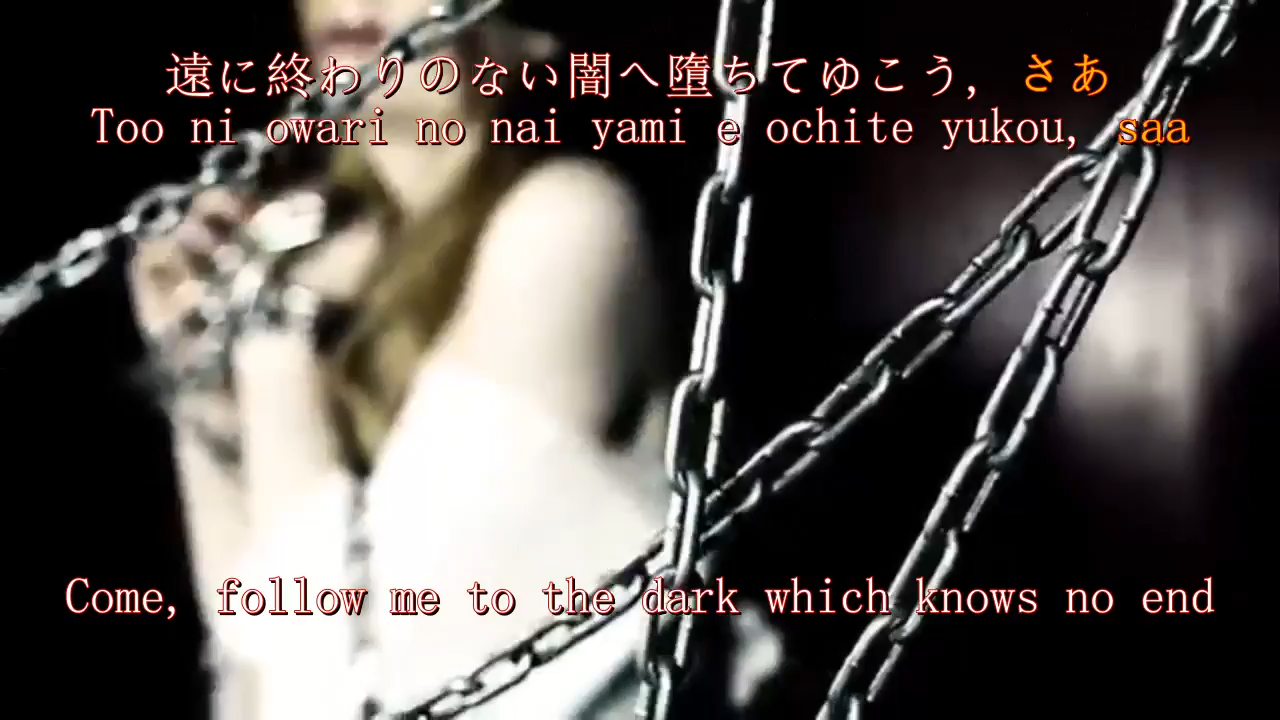 遠に終わりのない闇へ墮ちてゆこう, さあ
Too ni owari no nai yami e ochite yukou, saa
Come, follow me to the dark which knows no end